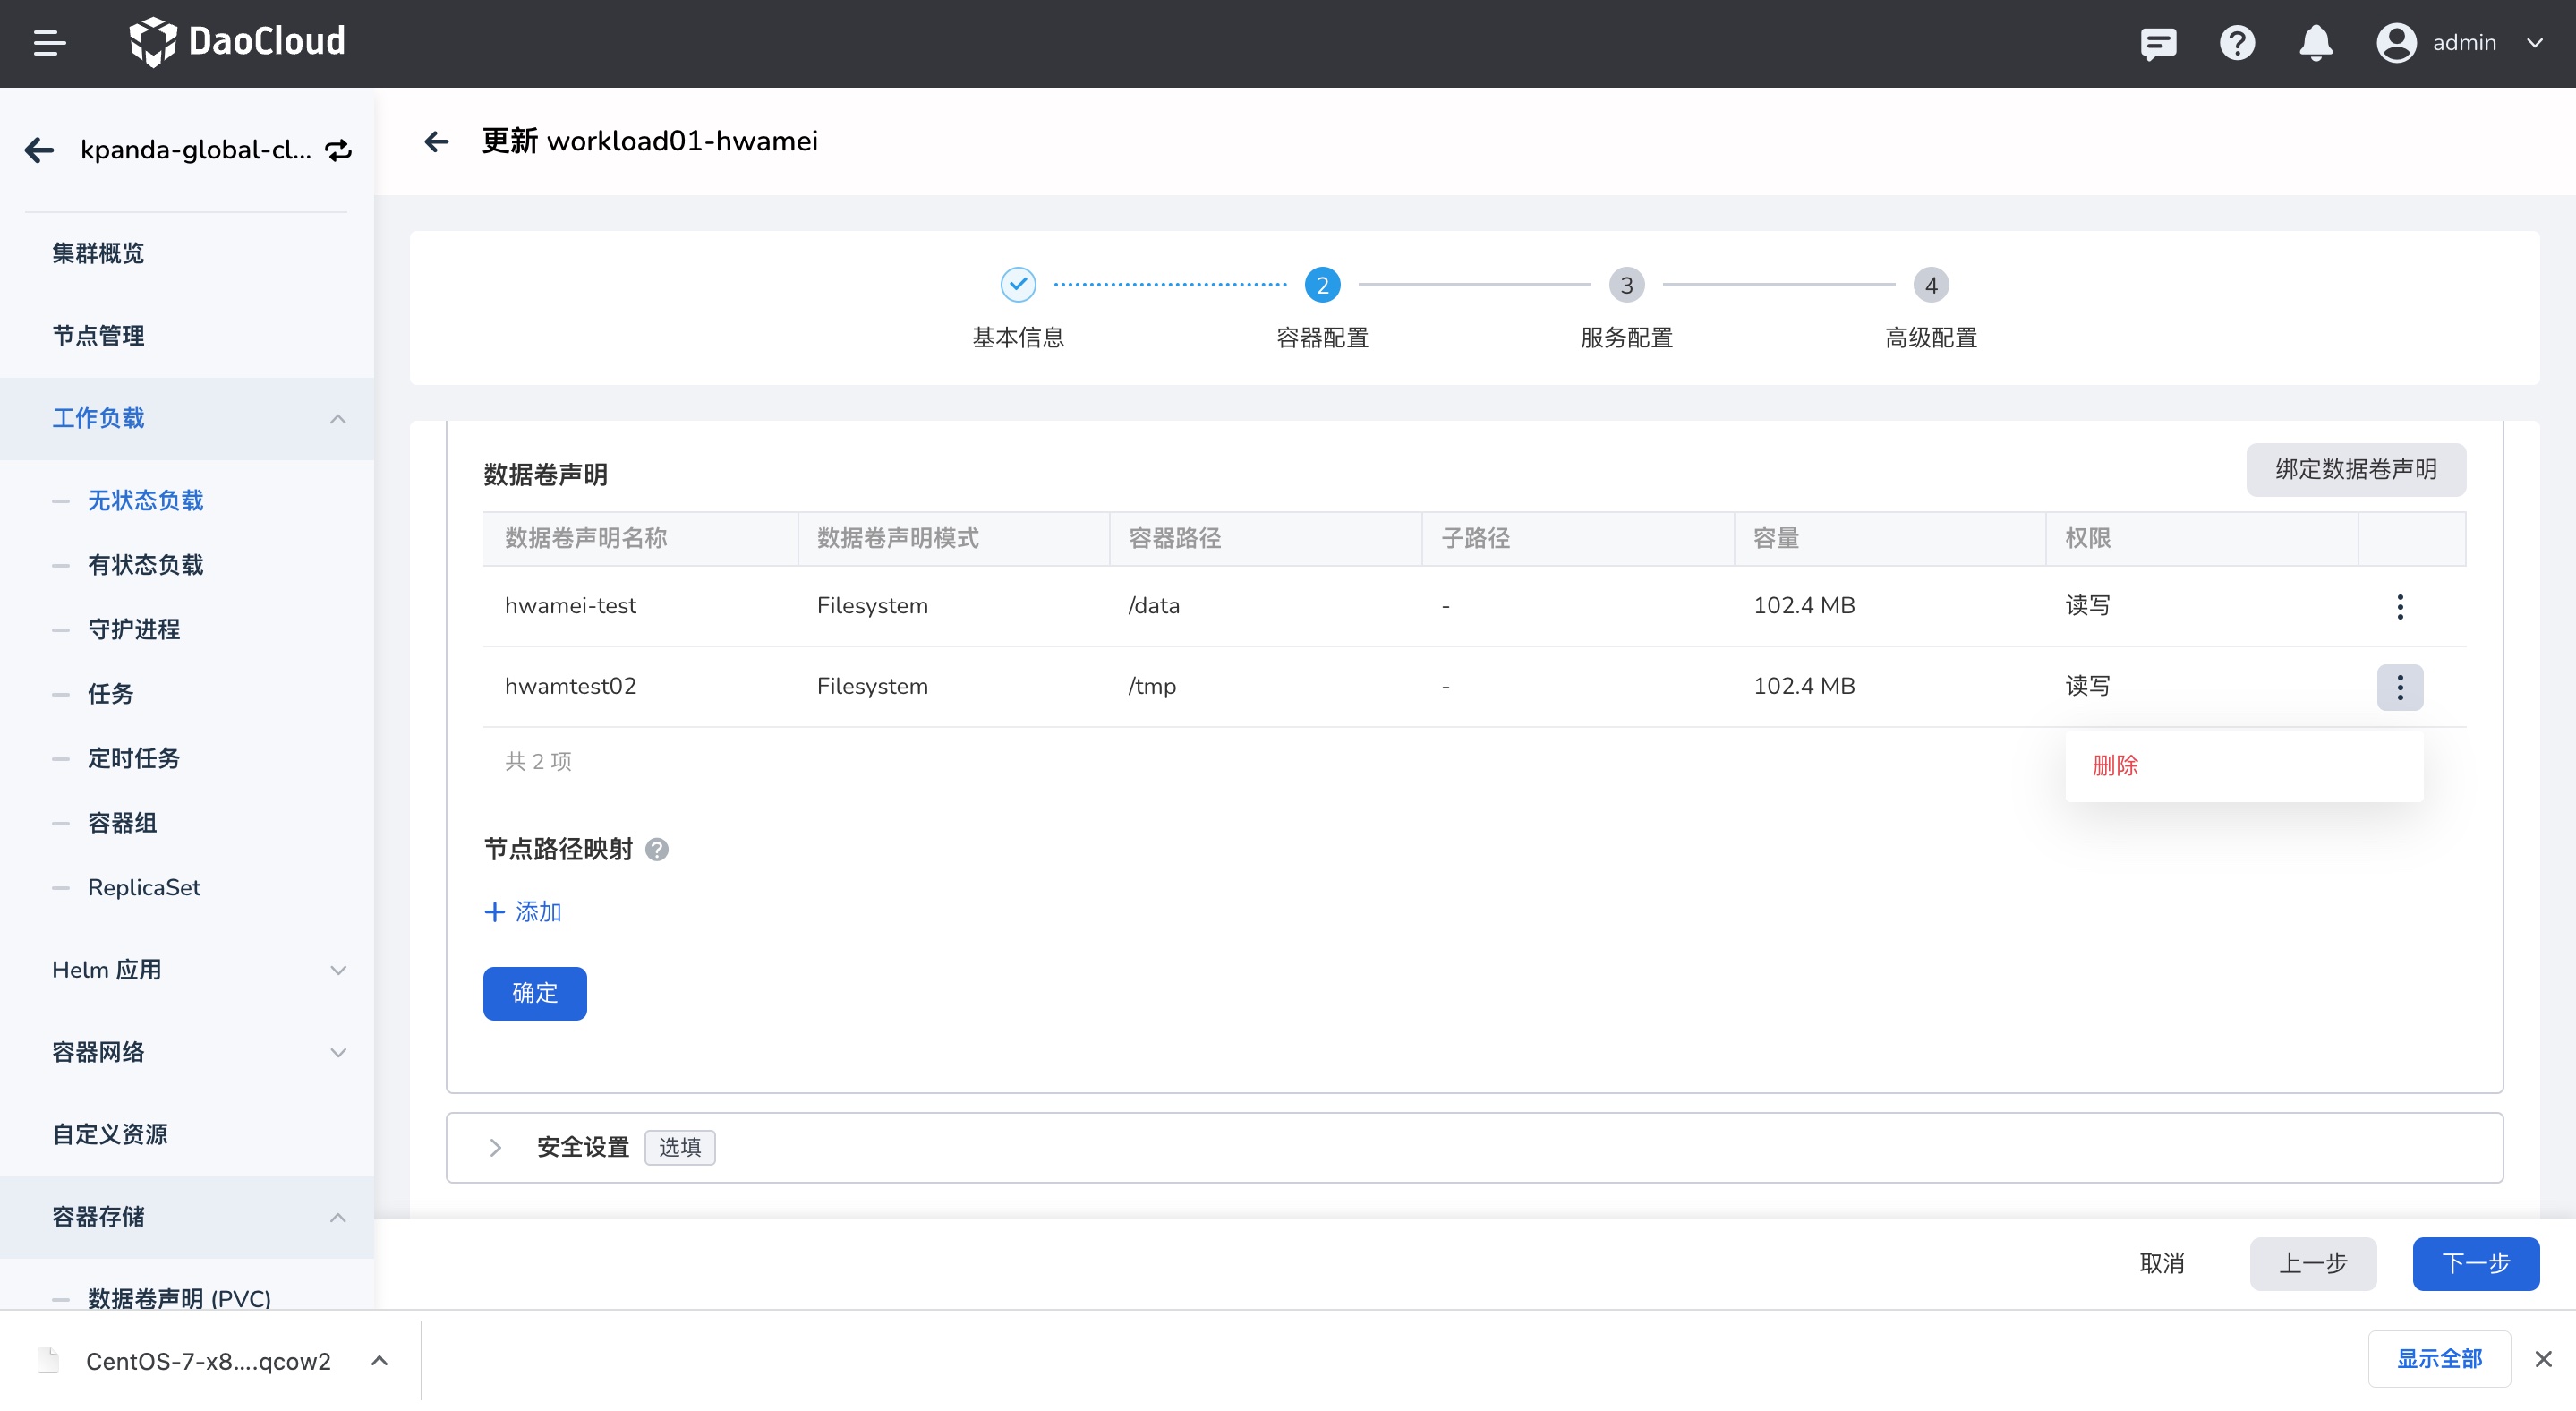 DaoCloud
admin
kpanda-global-cl...
集群概览
节点管理
工作负载
无状态负载
有状态负载
守护进程
任务
定时任务
容器组
ReplicaSet
Helm 应用
容器网络
自定义资源
容器存储
数据卷声明 (PVC)
更新 workload01-hwamei
2 3 4
基本信息 容器配置 服务配置 高级配置
数据卷声明 绑定数据卷声明
数据卷声明名称 数据卷声明模式 容器路径 子路径 容量 权限
hwamei-test Filesystem /data - 102.4 MB 读写
hwamtest02 Filesystem /tmp - 102.4 MB 读写
共 2 项
删除
节点路径映射 ?
+ 添加
确定
安全设置 选填
取消 上一步 下一步
CentOS-7-x8....qcow2
显示全部